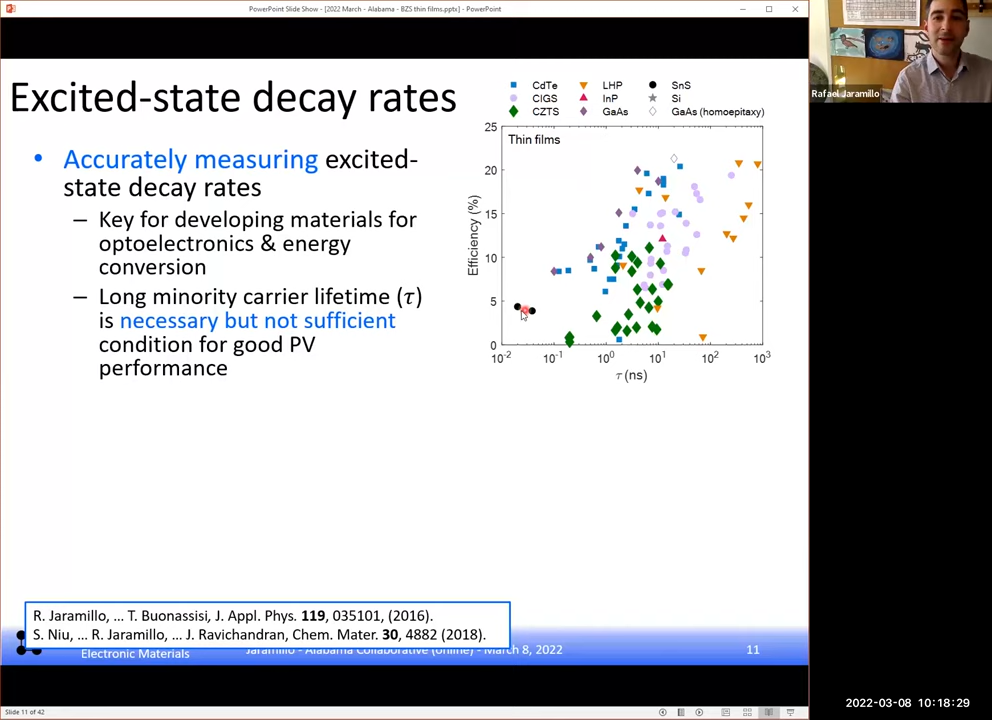 PowerPoint Slide Show - [2022 March - Alabama - BZS thin films.pptx] - PowerPoint
Rafael Jaramillo
Excited-state decay rates
• Accurately measuring excited-
state decay rates
– Key for developing materials for
optoelectronics & energy
conversion
– Long minority carrier lifetime (τ)
is necessary but not sufficient
condition for good PV
performance
CdTe LHP SnS
CIGS InP Si
CZTS GaAs GaAs (homoepitaxy)
Thin films
Efficiency (%)
25
20
15
10
5
0
10⁻² 10⁻¹ 10⁰ 10¹ 10² 10³
τ (ns)
R. Jaramillo, ... T. Buonassisi, J. Appl. Phys. 119, 035101, (2016).
S. Niu, ... R. Jaramillo, ... J. Ravichandran, Chem. Mater. 30, 4882 (2018).
Electronic Materials
Jaramillo - Alabama Collaborative (online) - March 8, 2022
11
Slide 11 of 42
2022-03-08 10:18:29